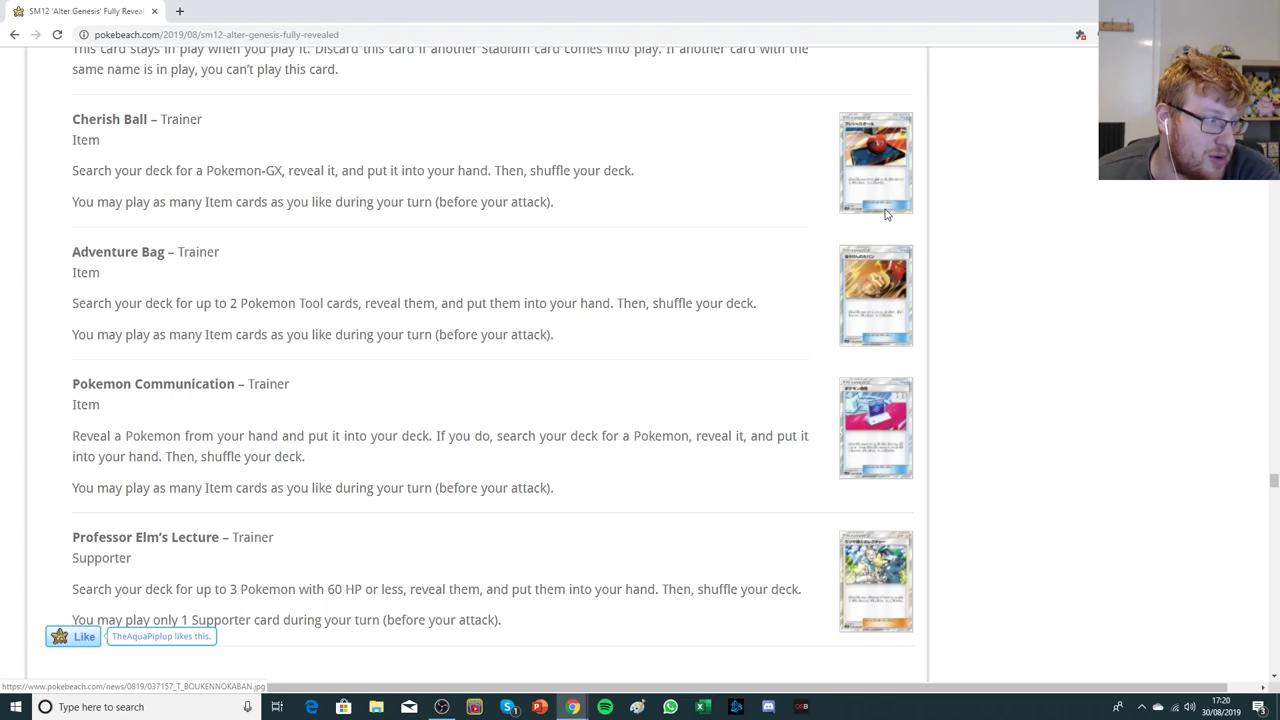 SM12 'Alter Genesis' Fully Reveal
pokebeach.com/2019/08/sm12-alter-genesis-fully-revealed
This card stays in play when you play it. Discard this card if another Stadium card comes into play. If another card with the
same name is in play, you can't play this card.
Cherish Ball – Trainer
Item
Search your deck for a Pokemon-GX, reveal it, and put it into your hand. Then, shuffle your deck.
You may play as many Item cards as you like during your turn (before your attack).
Adventure Bag – Trainer
Item
Search your deck for up to 2 Pokemon Tool cards, reveal them, and put them into your hand. Then, shuffle your deck.
You may play as many Item cards as you like during your turn (before your attack).
Pokemon Communication – Trainer
Item
Reveal a Pokemon from your hand and put it into your deck. If you do, search your deck for a Pokemon, reveal it, and put it
into your hand. Then, shuffle your deck.
You may play as many Item cards as you like during your turn (before your attack).
Professor Elm's Lecture – Trainer
Supporter
Search your deck for up to 3 Pokemon with 60 HP or less, reveal them, and put them into your hand. Then, shuffle your deck.
You may play only 1 Supporter card during your turn (before your attack).
Like
TheAquaPiplup likes this.
https://www.pokebeach.com/news/0819/037157_T_BOUKENNOKABAN.jpg
Type here to search
17:20
30/08/2019